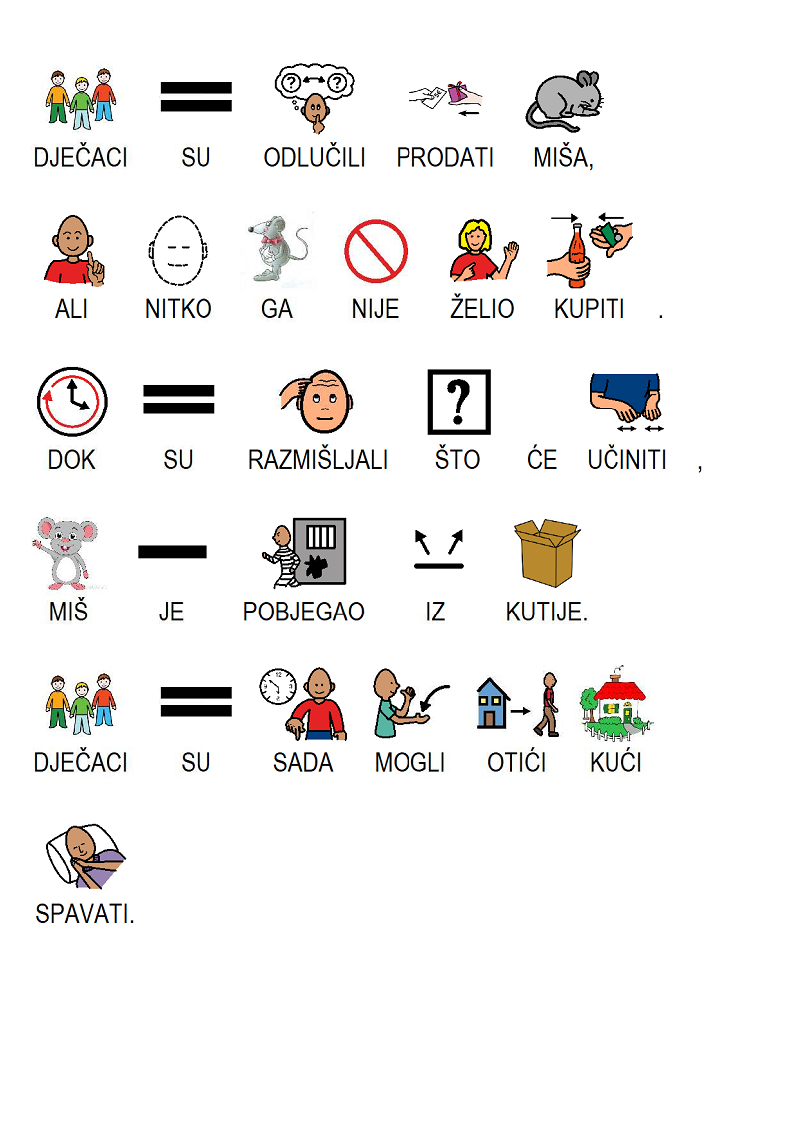 DJEČACI SU ODLUČILI PRODATI MIŠA,
ALI NITKO GA NIJE ŽELIO KUPITI .
DOK SU RAZMIŠLJALI ŠTO ĆE UČINITI ,
MIŠ JE POBJEGAO IZ KUTIJE.
DJEČACI SU SADA MOGLI OTIĆI KUĆI
SPAVATI.